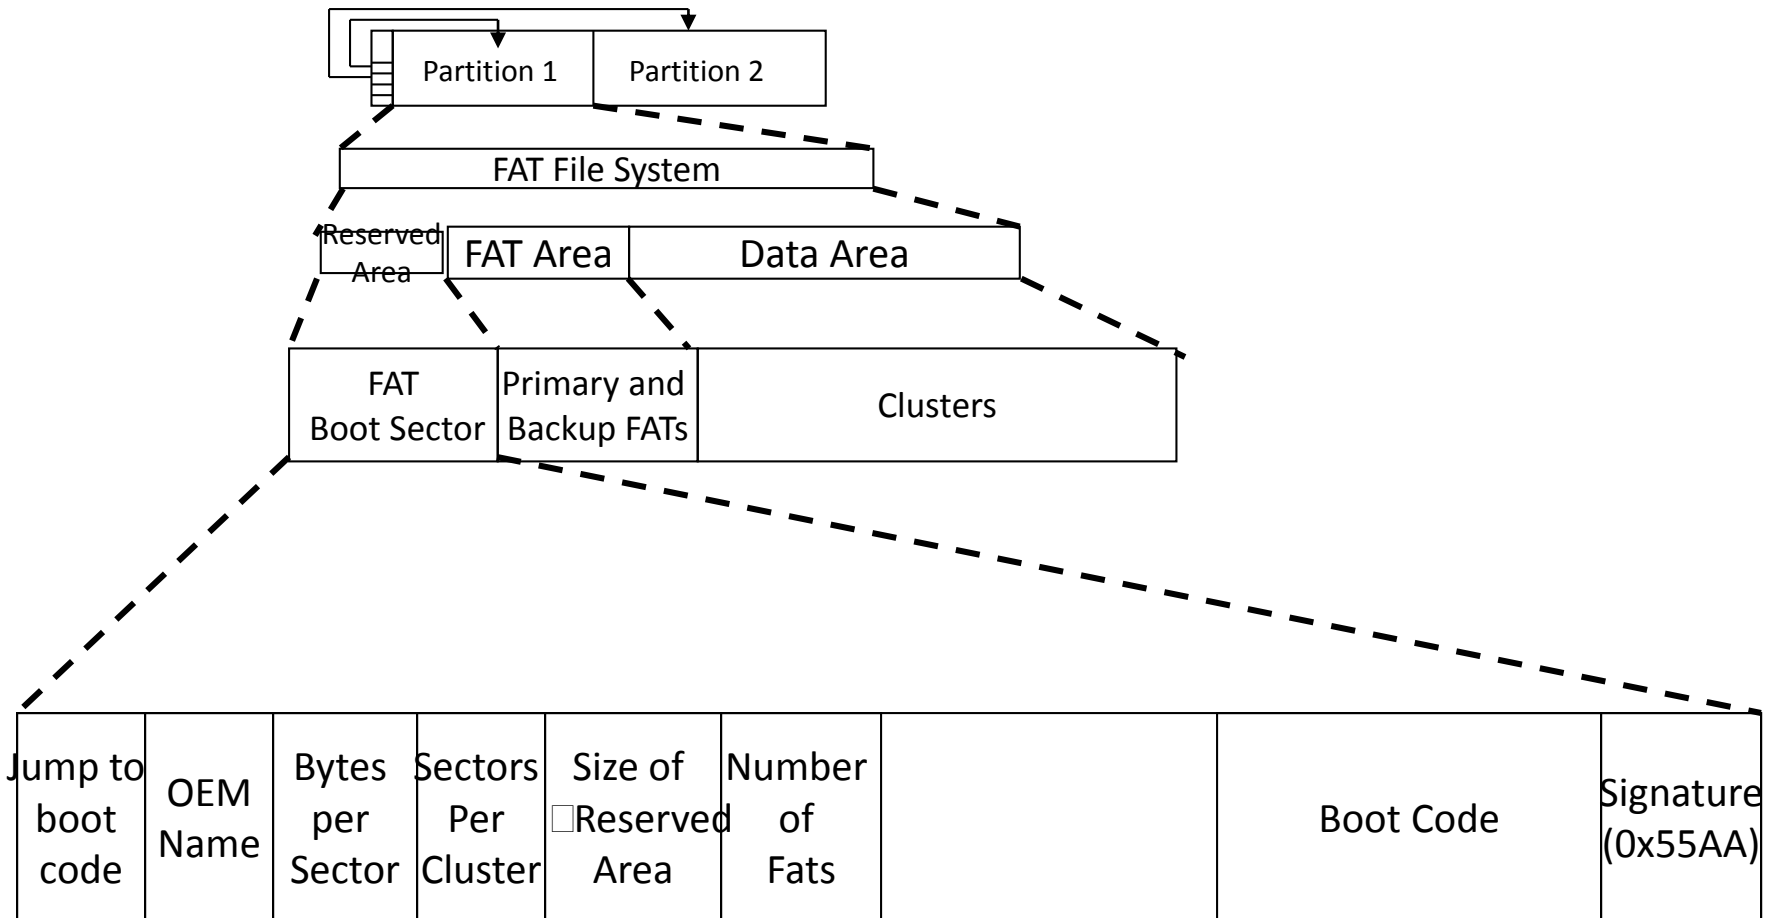 Partition 1
Partition 2
FAT File System
Reserved
Area
FAT Area
Data Area
FAT
Boot Sector
Primary and
Backup FATs
Clusters
Jump to
boot
code
OEM
Name
Bytes
per
Sector
Sectors
Per
Cluster
Size of
Reserved
Area
Number
of
Fats
Boot Code
Signature
(0x55AA)